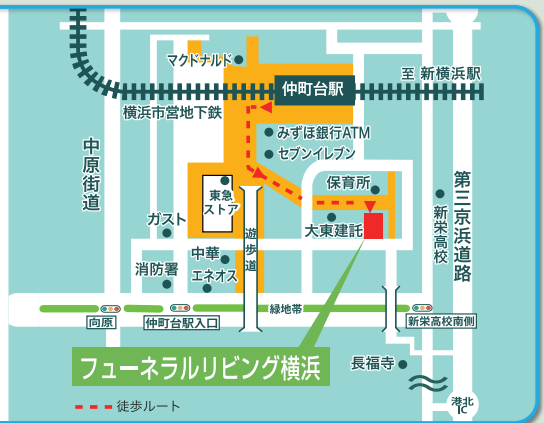 マクドナルド
仲町台駅
至 新横浜駅
横浜市営地下鉄
みずほ銀行ATM
セブンイレブン
中原街道
保育所
第三京浜道路
東急
ストア
新栄高校
ガスト
大東建託
遊歩道
中華
消防署
エネオス
緑地帯
向原
仲町台駅入口
新栄高校南側
フューネラルリビング横浜
長福寺
港北
IC
徒歩ルート